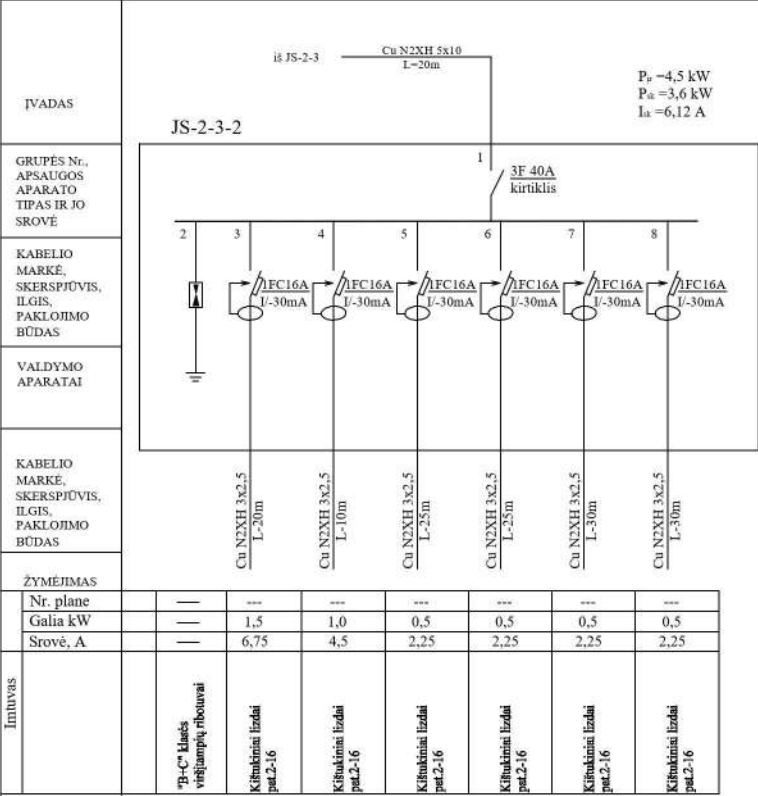 iš JS-2-3
Cu N2XH 5x10
L=20m
Pįr =4,5 kW
Psk =3,6 kW
Isk =6,12 A
ĮVADAS
JS-2-3-2
GRUPĖS Nr.,
APSAUGOS
APARATO
TIPAS IR JO
SROVĖ
1
3F 40A
kirtiklis
2
3
4
5
6
7
8
KABELIO
MARKĖ,
SKERSPJŪVIS,
ILGIS,
PAKLOJIMO
BŪDAS
1FC16A
I/-30mA
1FC16A
I/-30mA
1FC16A
I/-30mA
1FC16A
I/-30mA
1FC16A
I/-30mA
1FC16A
I/-30mA
VALDYMO
APARATAI
KABELIO
MARKĖ,
SKERSPJŪVIS,
ILGIS,
PAKLOJIMO
BŪDAS
Cu N2XH 3x2,5
L-20m
Cu N2XH 3x2,5
L-10m
Cu N2XH 3x2,5
L-25m
Cu N2XH 3x2,5
L-25m
Cu N2XH 3x2,5
L-30m
Cu N2XH 3x2,5
L-30m
ŽYMĖJIMAS
Nr. plane — --- --- --- --- --- ---
Galia kW — 1,5 1,0 0,5 0,5 0,5 0,5
Srovė, A — 6,75 4,5 2,25 2,25 2,25 2,25
Imtuvas
"B+C" klasės
viršįtampių ribotuvai
Kištukiniai lizdai
pat.2-16
Kištukiniai lizdai
pat.2-16
Kištukiniai lizdai
pat.2-16
Kištukiniai lizdai
pat.2-16
Kištukiniai lizdai
pat.2-16
Kištukiniai lizdai
pat.2-16